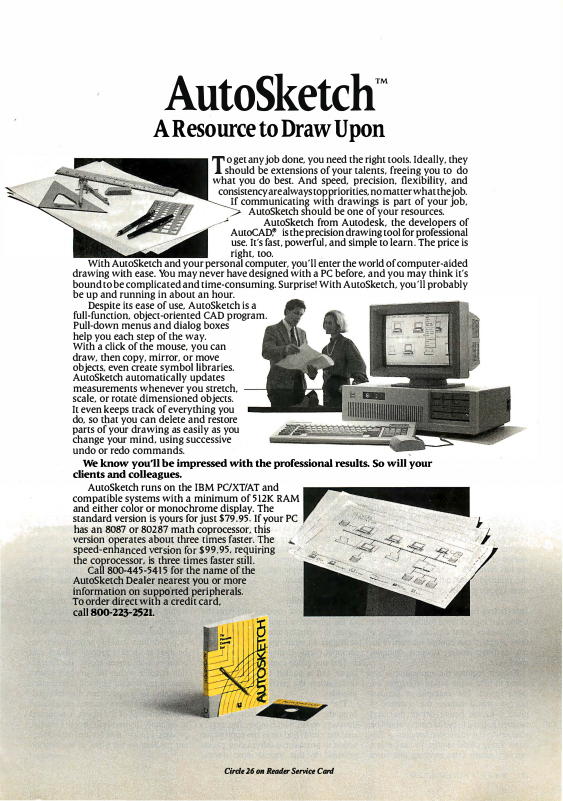 AutoSketch™
A Resource to Draw Upon
To get any job done, you need the right tools. Ideally, they
should be extensions of your talents, freeing you to do
what you do best. And speed, precision, flexibility, and
consistency are always top priorities, no matter what the job.
If communicating with drawings is part of your job,
AutoSketch should be one of your resources.
AutoSketch from Autodesk, the developers of
AutoCAD,® is the precision drawing tool for professional
use. It's fast, powerful, and simple to learn. The price is
right, too.
With AutoSketch and your personal computer, you'll enter the world of computer-aided
drawing with ease. You may never have designed with a PC before, and you may think it's
bound to be complicated and time-consuming. Surprise! With AutoSketch, you'll probably
be up and running in about an hour.
Despite its ease of use, AutoSketch is a
full-function, object-oriented CAD program.
Pull-down menus and dialog boxes
help you each step of the way.
With a click of the mouse, you can
draw, then copy, mirror, or move
objects, even create symbol libraries.
AutoSketch automatically updates
measurements whenever you stretch,
scale, or rotate dimensioned objects.
It even keeps track of everything you
do, so that you can delete and restore
parts of your drawing as easily as you
change your mind, using successive
undo or redo commands.
We know you'll be impressed with the professional results. So will your
clients and colleagues.
AutoSketch runs on the IBM PC/XT/AT and
compatible systems with a minimum of 512K RAM
and either color or monochrome display. The
standard version is yours for just $79.95. If your PC
has an 8087 or 80287 math coprocessor, this
version operates about three times faster. The
speed-enhanced version for $99.95, requiring
the coprocessor, is three times faster still.
Call 800-445-5415 for the name of the
AutoSketch Dealer nearest you or more
information on supported peripherals.
To order direct with a credit card,
call 800-223-2521.
AUTOSKETCH
Circle 26 on Reader Service Card